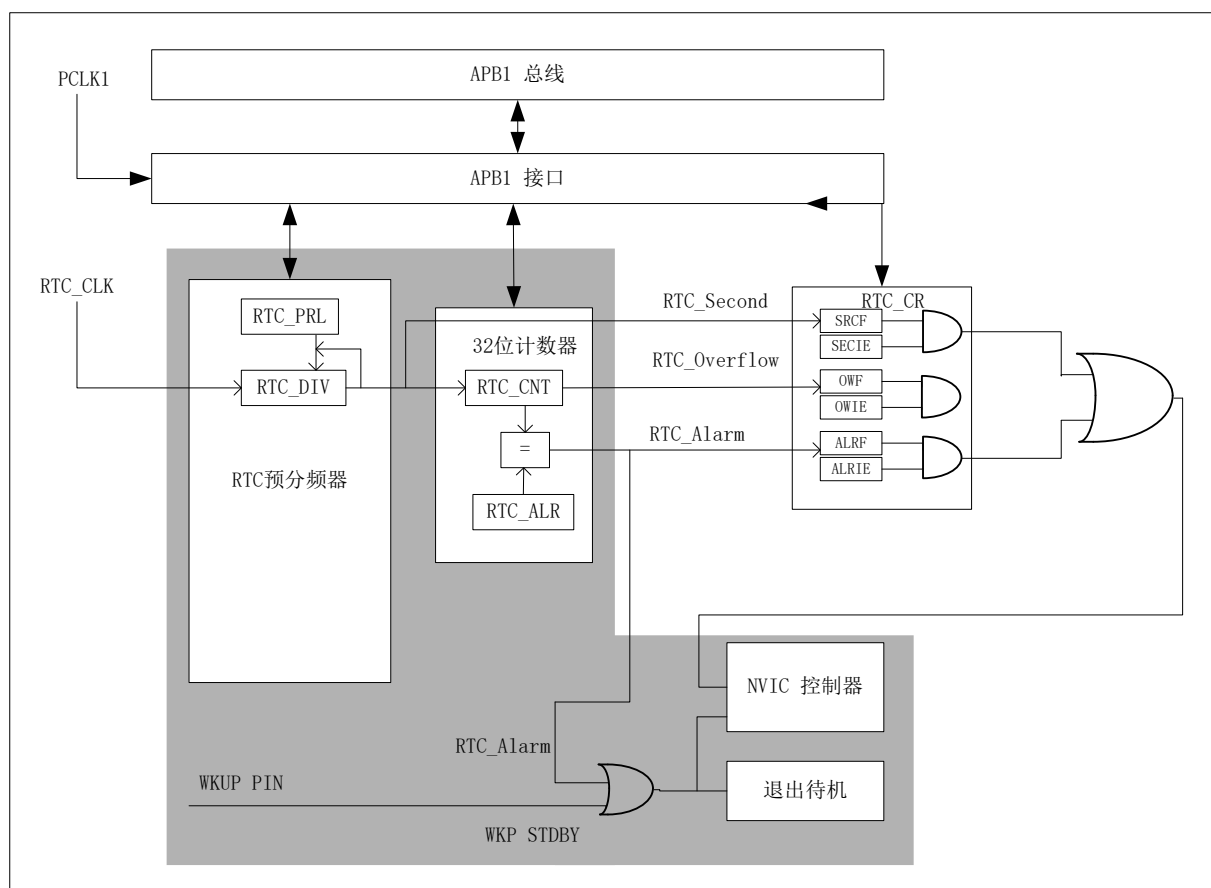 APB1 总线
PCLK1
APB1 接口
RTC_CLK
RTC_PRL
RTC_DIV
RTC预分频器
32位计数器
RTC_CNT
=
RTC_ALR
RTC_Second
RTC_Overflow
RTC_Alarm
RTC_CR
SRCF
SECIE
OWF
OWIE
ALRF
ALRIE
NVIC 控制器
RTC_Alarm
退出待机
WKUP PIN
WKP STDBY